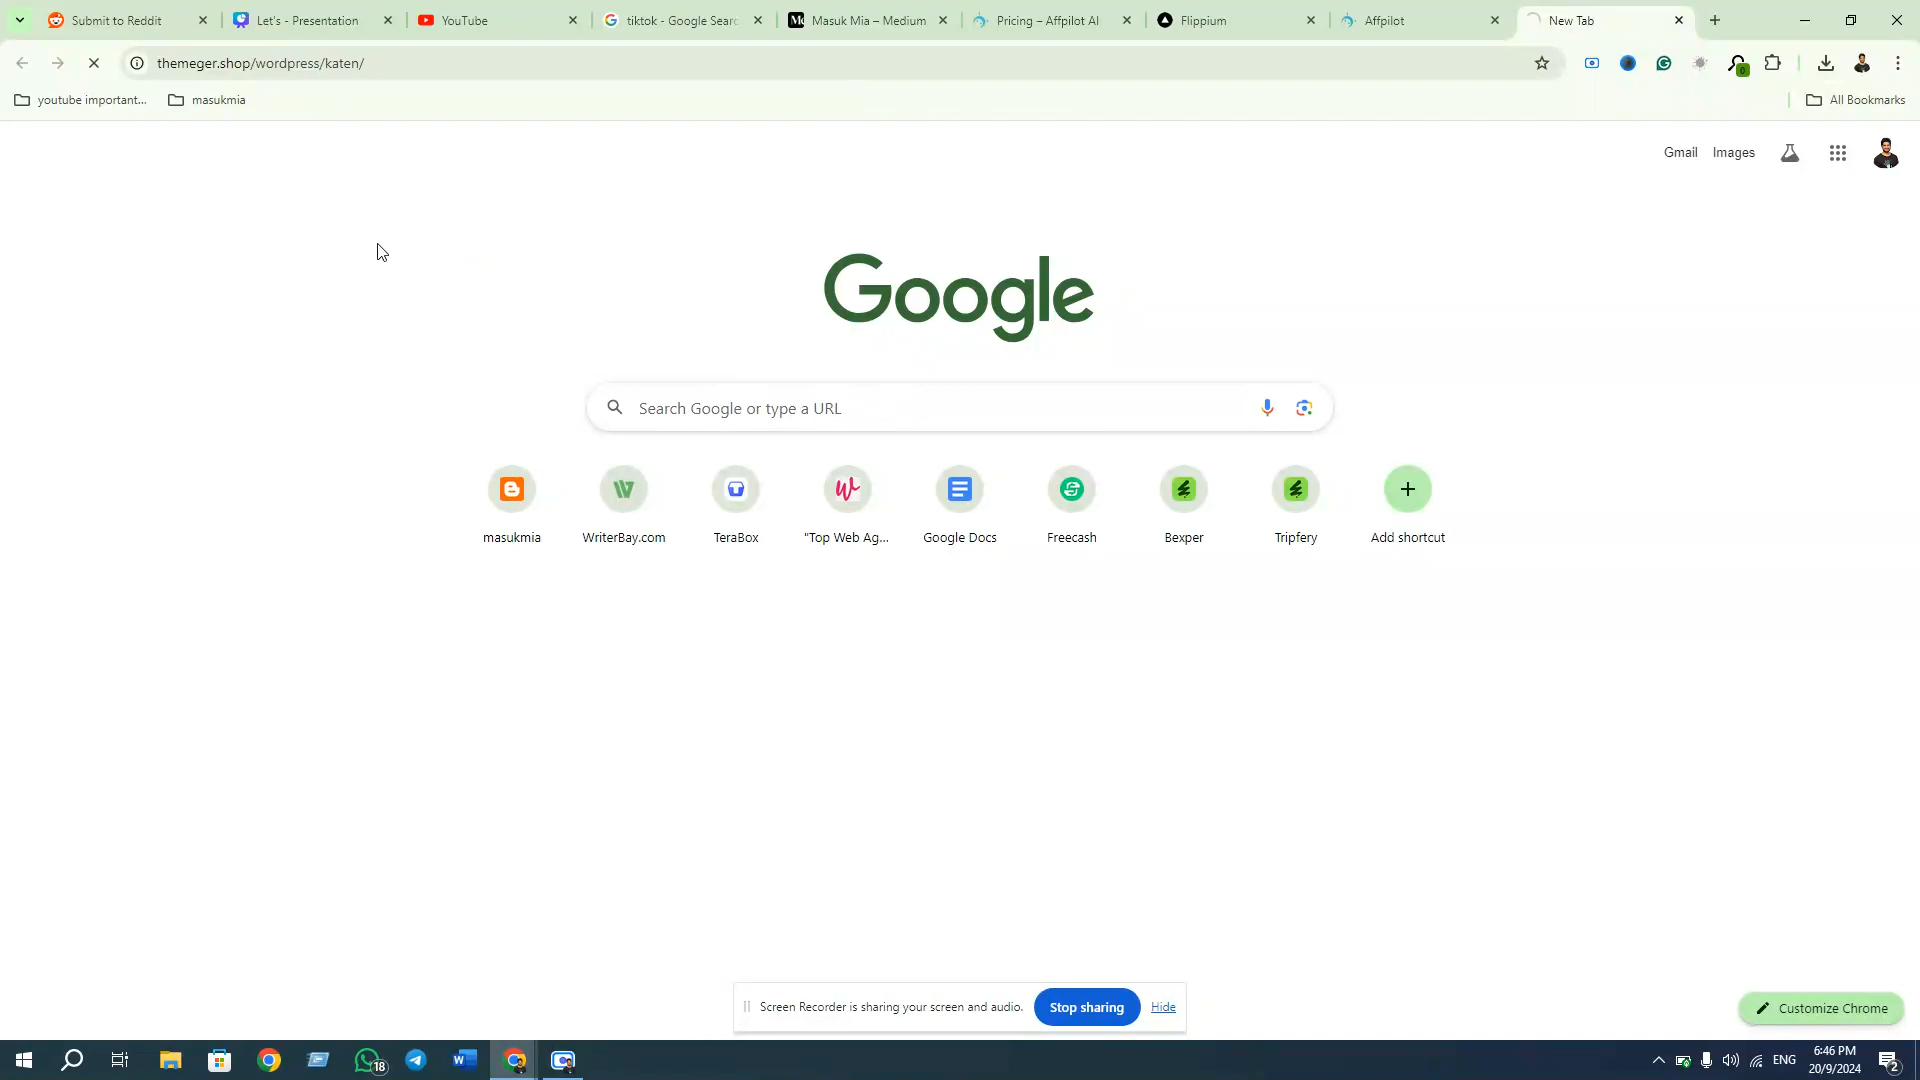 Submit to Reddit
Let's - Presentation
YouTube
tiktok - Google Searc
Masuk Mia – Medium
Pricing – Affpilot AI
Flippium
Affpilot
New Tab
themeger.shop/wordpress/katen/
0
youtube important...
masukmia
All Bookmarks
Gmail
Images
Google
Search Google or type a URL
masukmia
WriterBay.com
TeraBox
"Top Web Ag...
Google Docs
Freecash
Bexper
Tripfery
Add shortcut
Screen Recorder is sharing your screen and audio.
Stop sharing
Hide
Customize Chrome
18
ENG
6:46 PM
20/9/2024
2